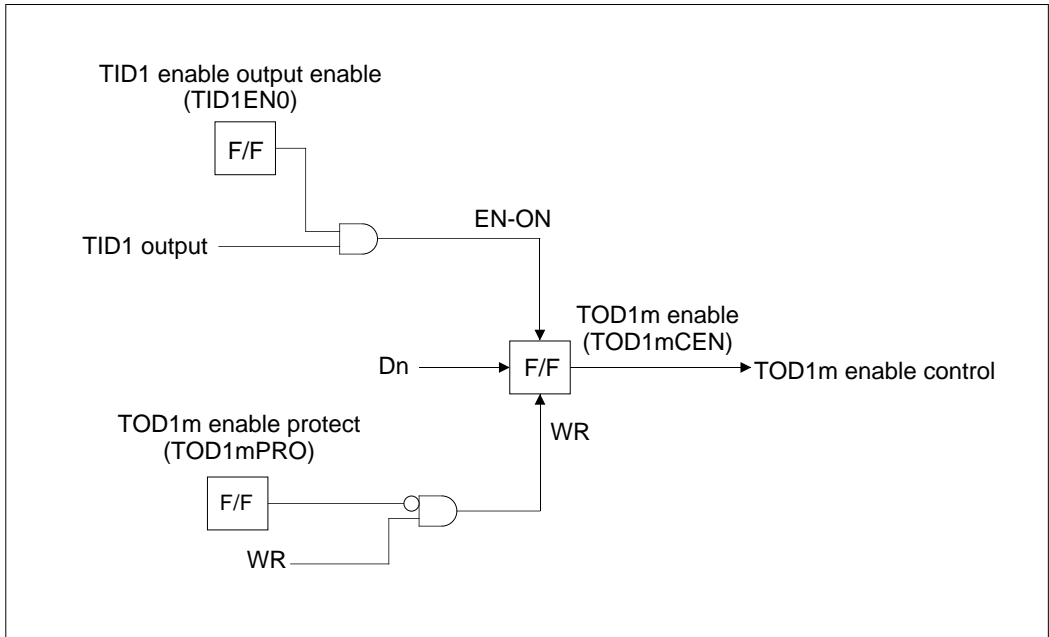 TID1 enable output enable
(TID1EN0)
F/F
EN-ON
TID1 output
TOD1m enable
(TOD1mCEN)
Dn
F/F
TOD1m enable control
TOD1m enable protect
(TOD1mPRO)
WR
F/F
WR